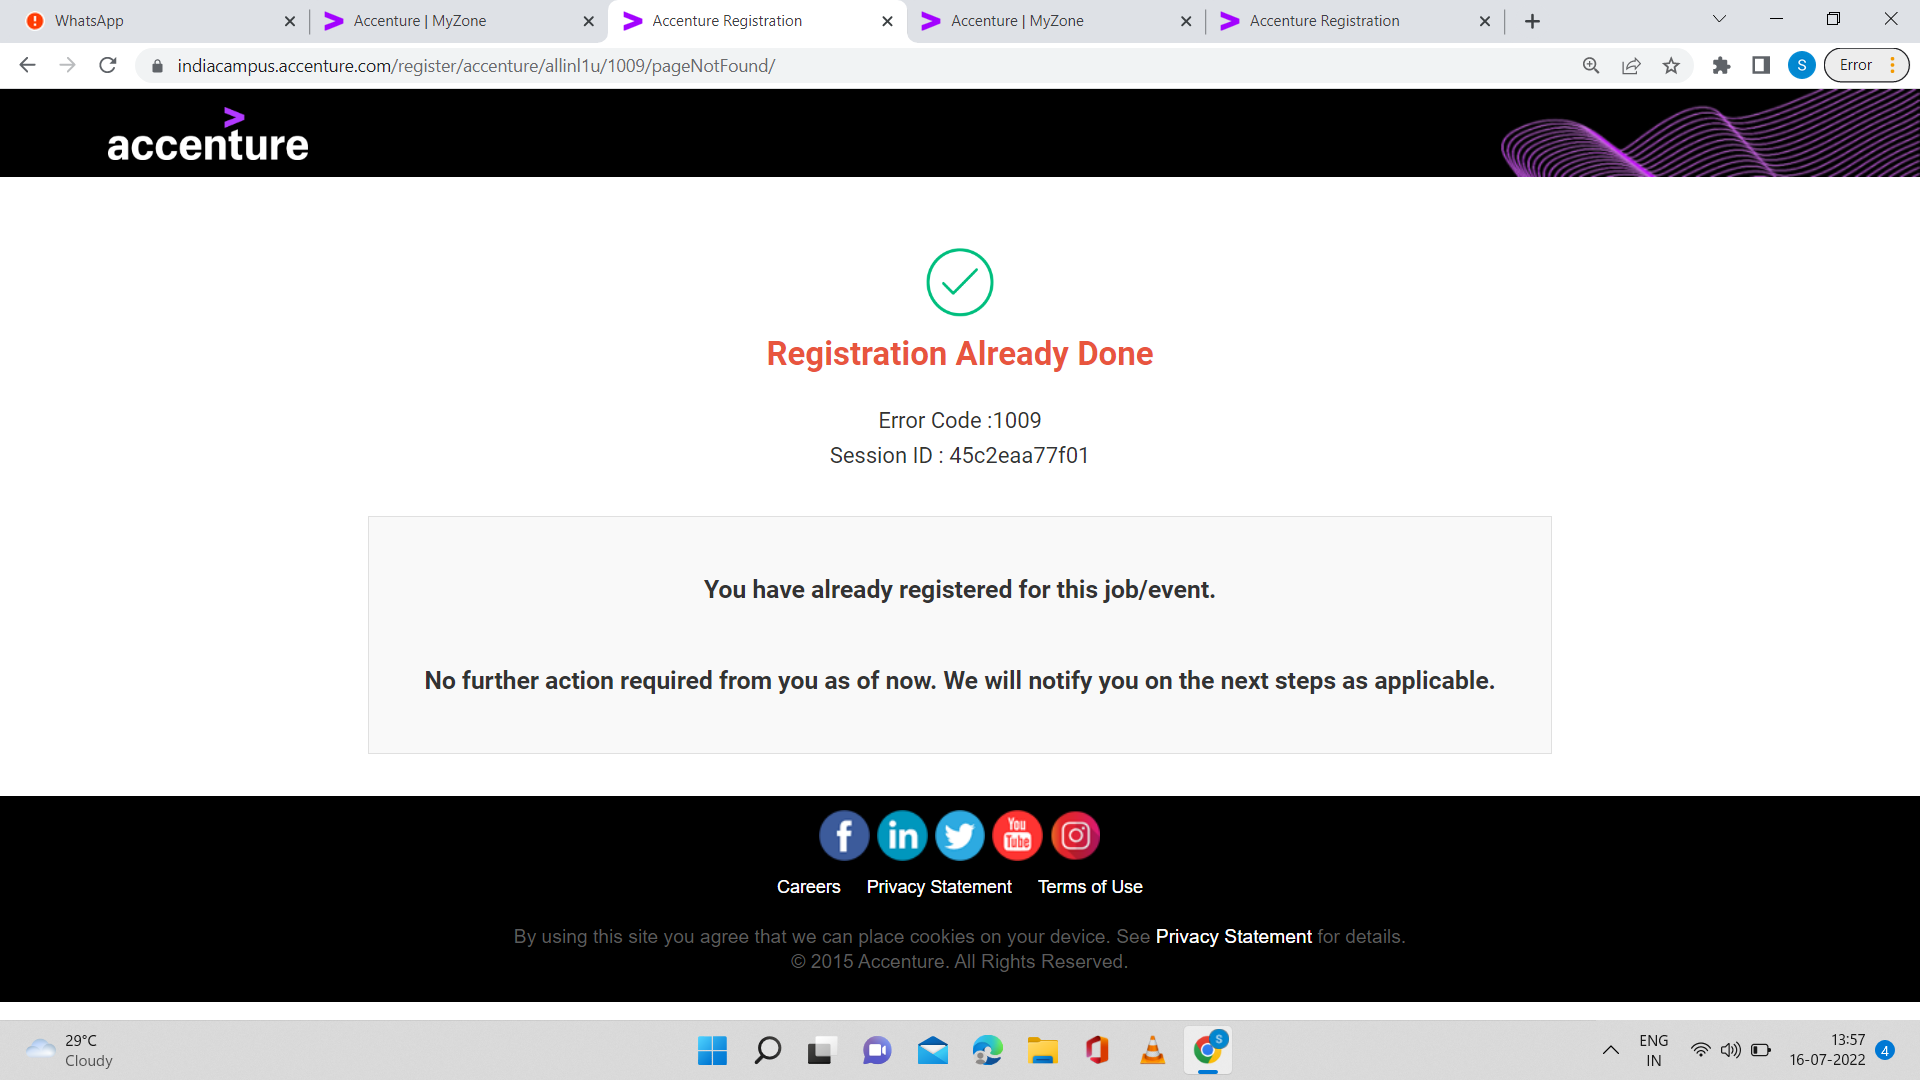 WhatsApp
Accenture | MyZone
Accenture Registration
Accenture | MyZone
Accenture Registration
indiacampus.accenture.com/register/accenture/allinl1u/1009/pageNotFound/
S
Error
accenture
Registration Already Done
Error Code :1009
Session ID : 45c2eaa77f01
You have already registered for this job/event.
No further action required from you as of now. We will notify you on the next steps as applicable.
f in You Tube
Careers Privacy Statement Terms of Use
By using this site you agree that we can place cookies on your device. See Privacy Statement for details.
© 2015 Accenture. All Rights Reserved.
29°C
Cloudy
S
ENG
IN
13:57
16-07-2022
4